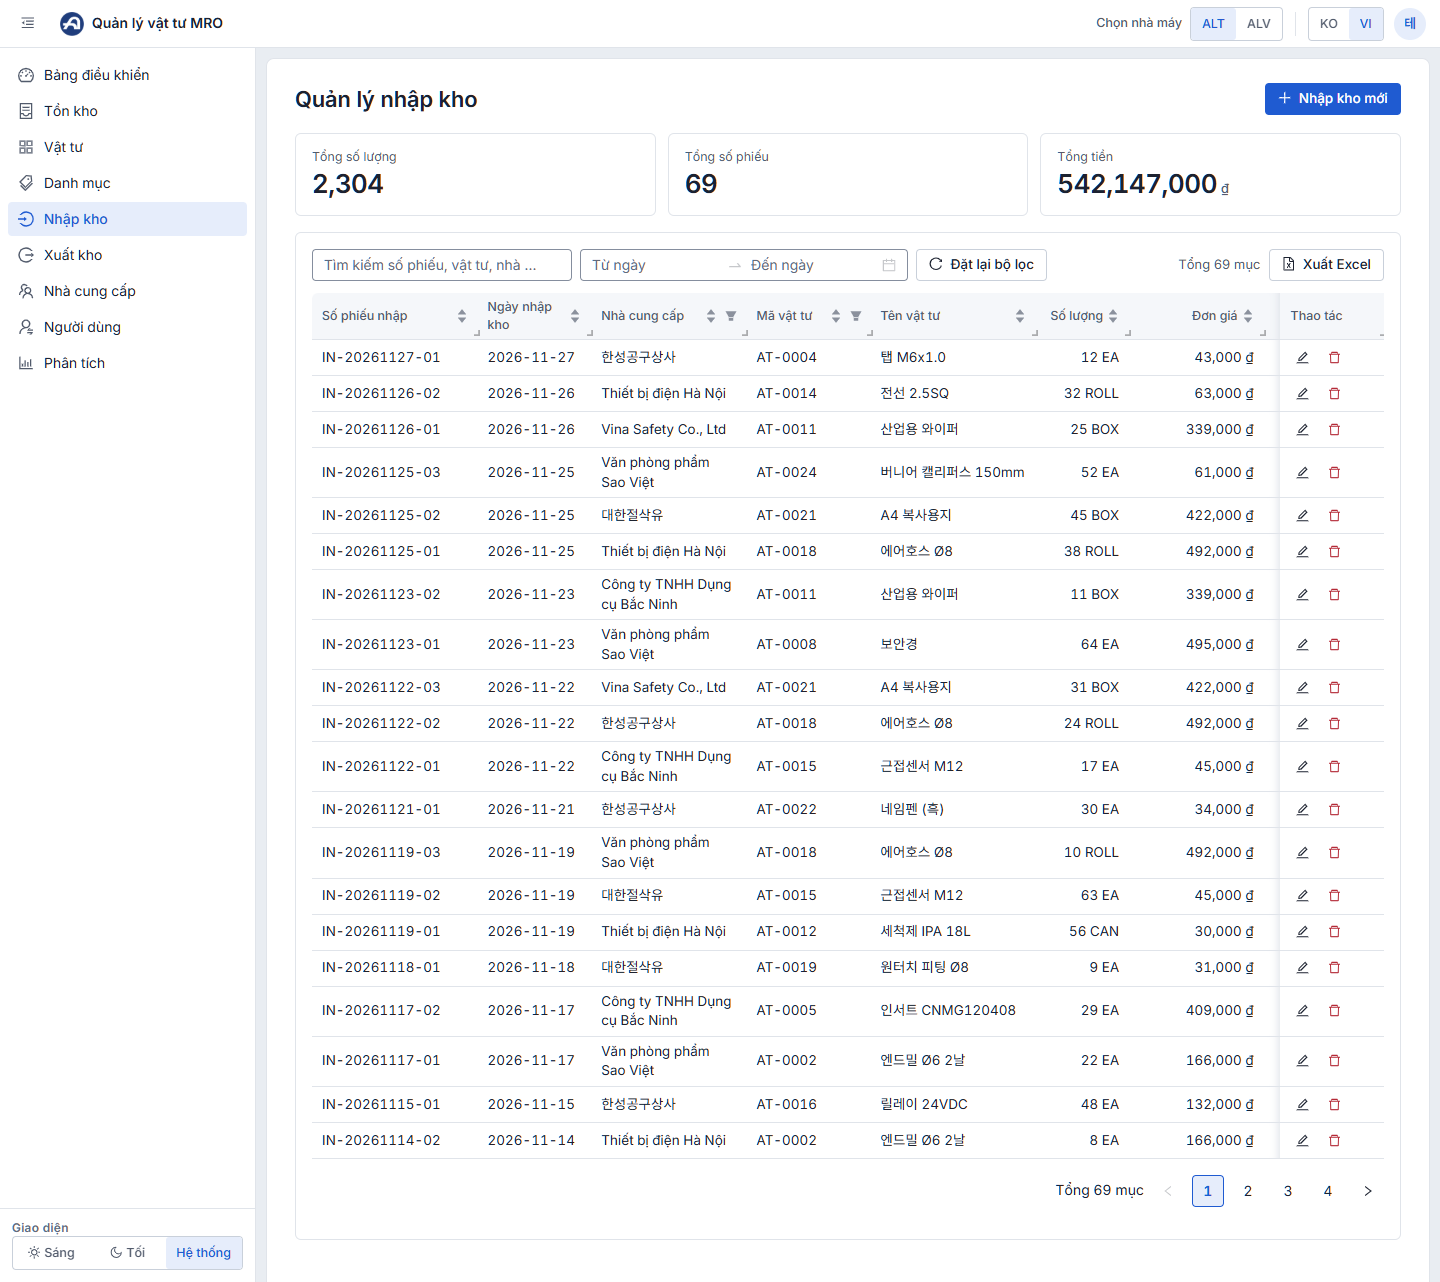 Quản lý vật tư MRO
Chọn nhà máy
ALT
ALV
KO
VI
테
Bảng điều khiển
Tồn kho
Vật tư
Danh mục
Nhập kho
Xuất kho
Nhà cung cấp
Người dùng
Phân tích
Giao diện
Sáng
Tối
Hệ thống
Quản lý nhập kho
Nhập kho mới
Tổng số lượng
2,304
Tổng số phiếu
69
Tổng tiền
542,147,000 ₫
Tìm kiếm số phiếu, vật tư, nhà ...
Từ ngày
Đến ngày
Đặt lại bộ lọc
Tổng 69 mục
Xuất Excel
Số phiếu nhập
Ngày nhập
kho
Nhà cung cấp
Mã vật tư
Tên vật tư
Số lượng
Đơn giá
Thao tác
IN-20261127-01 2026-11-27 한성공구상사 AT-0004 탭 M6x1.0 12 EA 43,000 ₫
IN-20261126-02 2026-11-26 Thiết bị điện Hà Nội AT-0014 전선 2.5SQ 32 ROLL 63,000 ₫
IN-20261126-01 2026-11-26 Vina Safety Co., Ltd AT-0011 산업용 와이퍼 25 BOX 339,000 ₫
IN-20261125-03 2026-11-25 Văn phòng phẩm
Sao Việt AT-0024 버니어 캘리퍼스 150mm 52 EA 61,000 ₫
IN-20261125-02 2026-11-25 대한절삭유 AT-0021 A4 복사용지 45 BOX 422,000 ₫
IN-20261125-01 2026-11-25 Thiết bị điện Hà Nội AT-0018 에어호스 Ø8 38 ROLL 492,000 ₫
IN-20261123-02 2026-11-23 Công ty TNHH Dụng
cụ Bắc Ninh AT-0011 산업용 와이퍼 11 BOX 339,000 ₫
IN-20261123-01 2026-11-23 Văn phòng phẩm
Sao Việt AT-0008 보안경 64 EA 495,000 ₫
IN-20261122-03 2026-11-22 Vina Safety Co., Ltd AT-0021 A4 복사용지 31 BOX 422,000 ₫
IN-20261122-02 2026-11-22 한성공구상사 AT-0018 에어호스 Ø8 24 ROLL 492,000 ₫
IN-20261122-01 2026-11-22 Công ty TNHH Dụng
cụ Bắc Ninh AT-0015 근접센서 M12 17 EA 45,000 ₫
IN-20261121-01 2026-11-21 한성공구상사 AT-0022 네임펜 (흑) 30 EA 34,000 ₫
IN-20261119-03 2026-11-19 Văn phòng phẩm
Sao Việt AT-0018 에어호스 Ø8 10 ROLL 492,000 ₫
IN-20261119-02 2026-11-19 대한절삭유 AT-0015 근접센서 M12 63 EA 45,000 ₫
IN-20261119-01 2026-11-19 Thiết bị điện Hà Nội AT-0012 세척제 IPA 18L 56 CAN 30,000 ₫
IN-20261118-01 2026-11-18 대한절삭유 AT-0019 원터치 피팅 Ø8 9 EA 31,000 ₫
IN-20261117-02 2026-11-17 Công ty TNHH Dụng
cụ Bắc Ninh AT-0005 인서트 CNMG120408 29 EA 409,000 ₫
IN-20261117-01 2026-11-17 Văn phòng phẩm
Sao Việt AT-0002 엔드밀 Ø6 2날 22 EA 166,000 ₫
IN-20261115-01 2026-11-15 한성공구상사 AT-0016 릴레이 24VDC 48 EA 132,000 ₫
IN-20261114-02 2026-11-14 Thiết bị điện Hà Nội AT-0002 엔드밀 Ø6 2날 8 EA 166,000 ₫
Tổng 69 mục
1
2
3
4